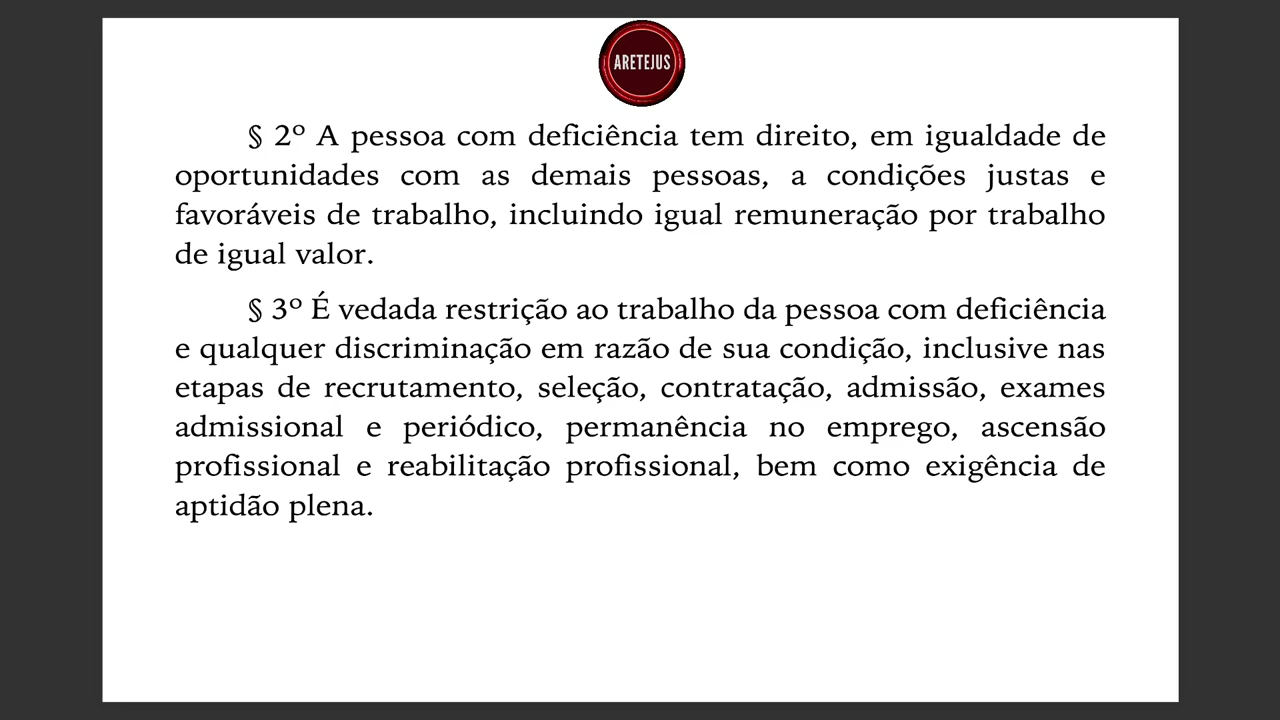 ARETEJUS
§ 2º A pessoa com deficiência tem direito, em igualdade de
oportunidades com as demais pessoas, a condições justas e
favoráveis de trabalho, incluindo igual remuneração por trabalho
de igual valor.
§ 3º É vedada restrição ao trabalho da pessoa com deficiência
e qualquer discriminação em razão de sua condição, inclusive nas
etapas de recrutamento, seleção, contratação, admissão, exames
admissional e periódico, permanência no emprego, ascensão
profissional e reabilitação profissional, bem como exigência de
aptidão plena.